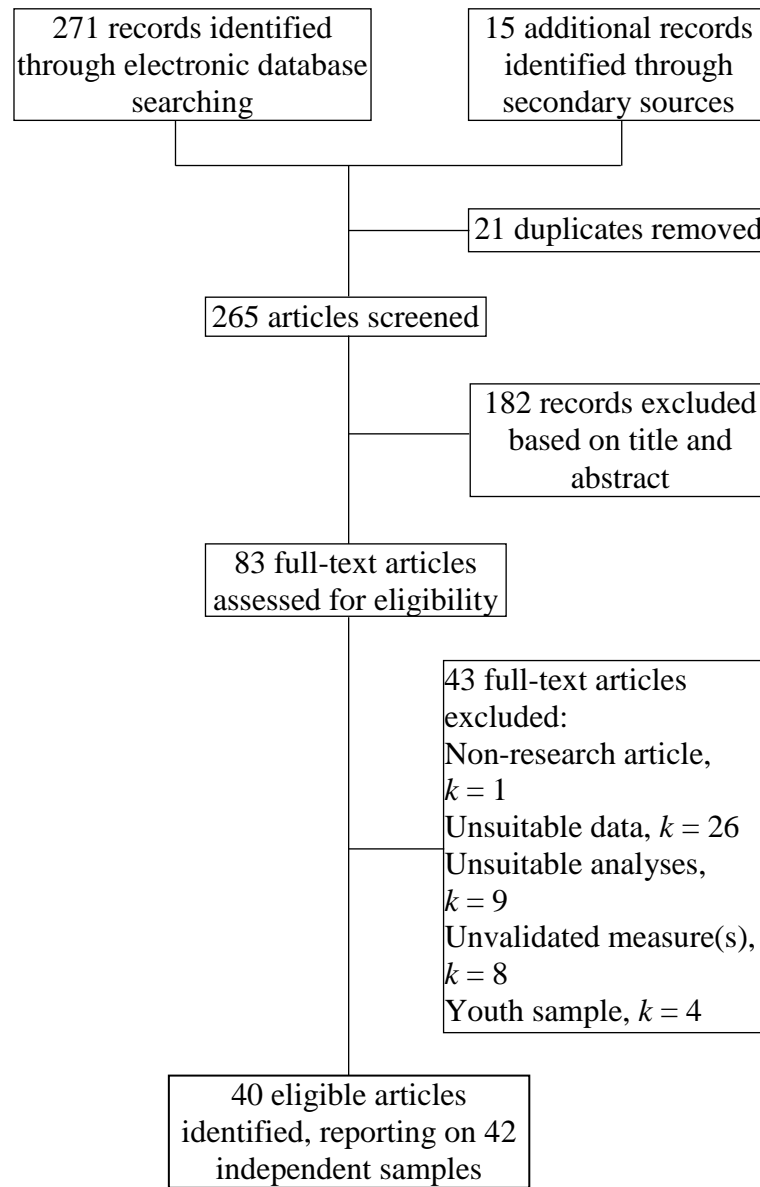 271 records identified
through electronic database
searching
15 additional records
identified through
secondary sources
21 duplicates removed
265 articles screened
182 records excluded
based on title and
abstract
83 full-text articles
assessed for eligibility
43 full-text articles
excluded:
Non-research article,
k = 1
Unsuitable data, k = 26
Unsuitable analyses,
k = 9
Unvalidated measure(s),
k = 8
Youth sample, k = 4
40 eligible articles
identified, reporting on 42
independent samples